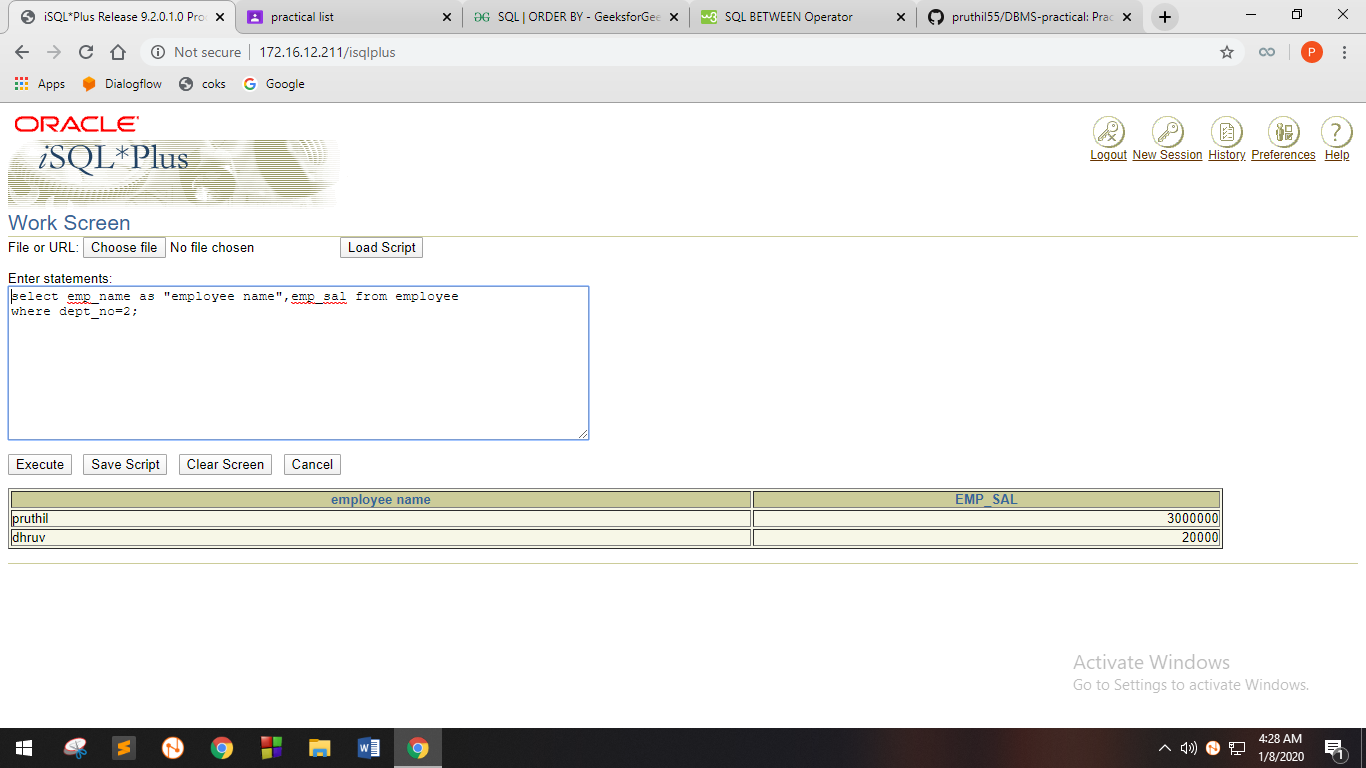 iSQL*Plus Release 9.2.0.1.0 Pro
practical list
SQL | ORDER BY - GeeksforGee
SQL BETWEEN Operator
pruthil55/DBMS-practical: Prac
Not secure
172.16.12.211/isqlplus
P
Apps
Dialogflow
coks
Google
ORACLE
iSQL*Plus
Logout
New Session
History
Preferences
Help
Work Screen
File or URL: Choose file No file chosen Load Script
Enter statements:
select emp_name as "employee name",emp_sal from employee
where dept_no=2;
Execute
Save Script
Clear Screen
Cancel
employee name EMP_SAL
pruthil 3000000
dhruv 20000
Activate Windows
Go to Settings to activate Windows.
4:28 AM
1/8/2020
1